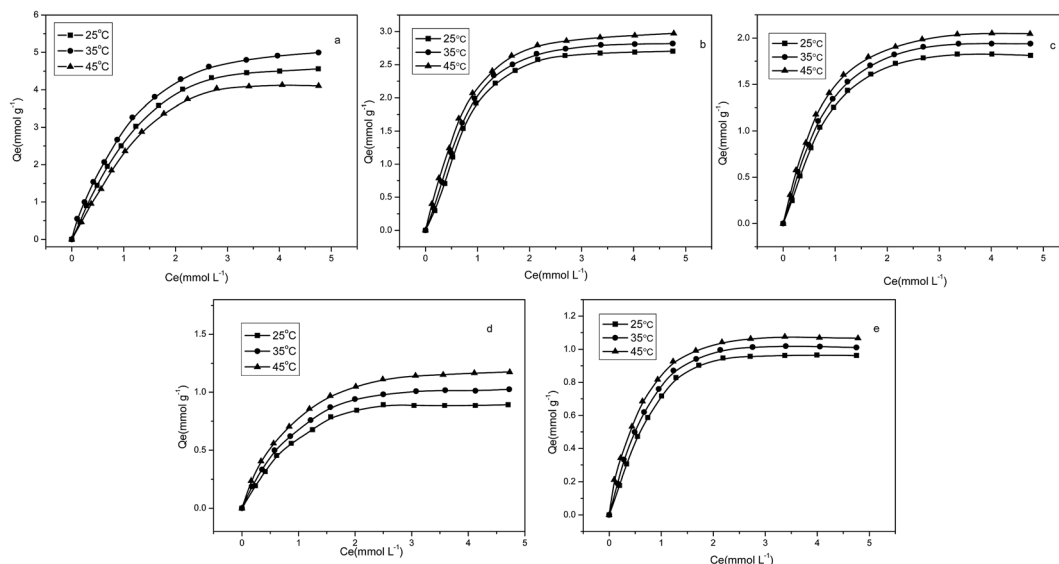 a
25°C
35°C
45°C
Qe(mmol g⁻¹)
6
5
4
3
2
1
0
0 1 2 3 4 5
Ce(mmol L⁻¹)
b
25°C
35°C
45°C
Qe(mmol g⁻¹)
3.0
2.5
2.0
1.5
1.0
0.5
0.0
0 1 2 3 4 5
Ce(mmol L⁻¹)
c
25°C
35°C
45°C
Qe(mmol g⁻¹)
2.0
1.5
1.0
0.5
0.0
0 1 2 3 4 5
Ce(mmol L⁻¹)
d
25°C
35°C
45°C
Qe(mmol g⁻¹)
1.5
1.0
0.5
0.0
0 1 2 3 4 5
Ce(mmol L⁻¹)
e
25°C
35°C
45°C
Qe(mmol g⁻¹)
1.2
1.0
0.8
0.6
0.4
0.2
0.0
0 1 2 3 4 5
Ce(mmol L⁻¹)